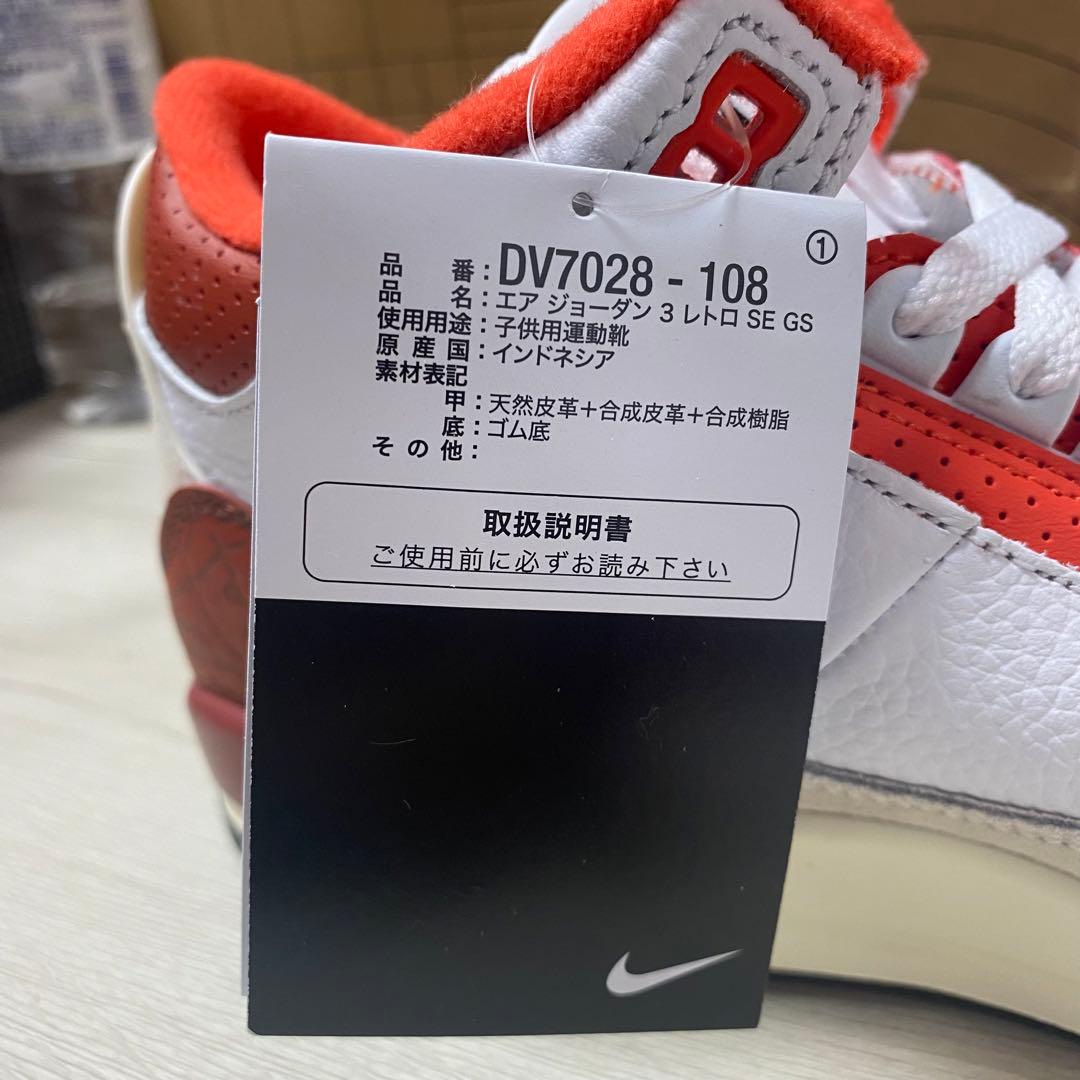 ①
品 番：DV7028 - 108
品 名：エア ジョーダン 3 レトロ SE GS
使用用途：子供用運動靴
原 産 国：インドネシア
素材表記
甲：天然皮革＋合成皮革＋合成樹脂
底：ゴム底
そ の 他：
取扱説明書
ご使用前に必ずお読み下さい